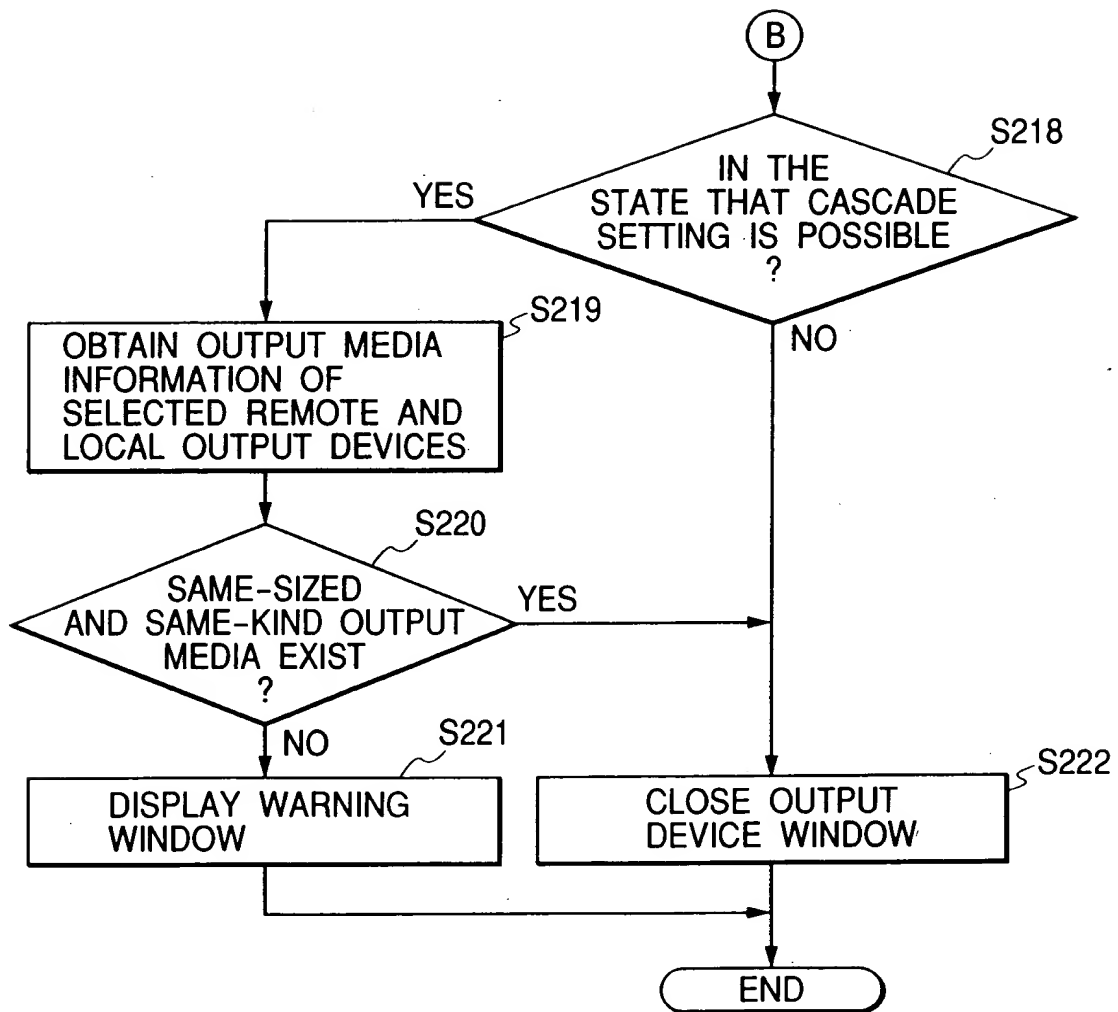 B
S218
IN THE
STATE THAT CASCADE
SETTING IS POSSIBLE
?
YES
NO
S219
OBTAIN OUTPUT MEDIA
INFORMATION OF
SELECTED REMOTE AND
LOCAL OUTPUT DEVICES
S220
SAME-SIZED
AND SAME-KIND OUTPUT
MEDIA EXIST
?
YES
NO
S221
DISPLAY WARNING
WINDOW
S222
CLOSE OUTPUT
DEVICE WINDOW
END